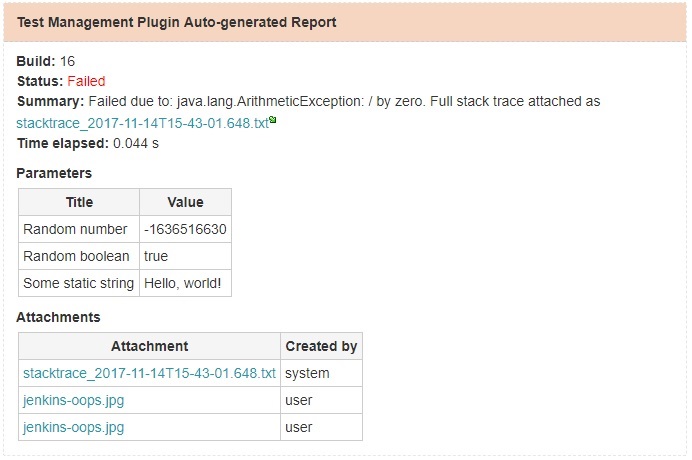 Test Management Plugin Auto-generated Report
Build: 16
Status: Failed
Summary: Failed due to: java.lang.ArithmeticException: / by zero. Full stack trace attached as
stacktrace_2017-11-14T15-43-01.648.txt
Time elapsed: 0.044 s
Parameters
Title Value
Random number -1636516630
Random boolean true
Some static string Hello, world!
Attachments
Attachment Created by
stacktrace_2017-11-14T15-43-01.648.txt system
jenkins-oops.jpg user
jenkins-oops.jpg user